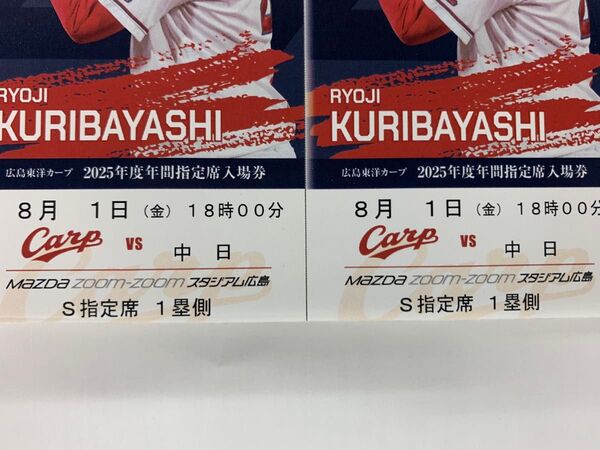 RYOJI
KURIBAYASHI
広島東洋カープ 2025年度年間指定席入場券
8月 1日(金) 18時00分
Carp VS 中日
MAZDA ZOOM-ZOOM スタジアム広島
S指定席 1塁側
RYOJI
KURIBAYASHI
広島東洋カープ 2025年度年間指定席入場券
8月 1日(金) 18時00分
Carp VS 中日
MAZDA ZOOM-ZOOM スタジアム広島
S指定席 1塁側